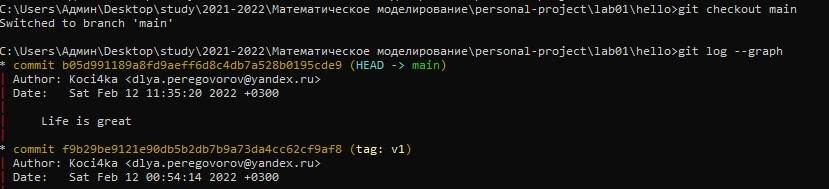 C:\Users\Админ\Desktop\study\2021-2022\Математическое моделирование\personal-project\lab01\hello>git checkout main
Switched to branch 'main'
C:\Users\Админ\Desktop\study\2021-2022\Математическое моделирование\personal-project\lab01\hello>git log --graph
* commit b05d991189a8fd9aeff6d8c4db7a528b0195cde9 (HEAD -> main)
| Author: Koci4ka <dlya.peregovorov@yandex.ru>
| Date:   Sat Feb 12 11:35:20 2022 +0300
|
|     Life is great
|
* commit f9b29be9121e90db5b2db7b9a73da4cc62cf9af8 (tag: v1)
| Author: Koci4ka <dlya.peregovorov@yandex.ru>
| Date:   Sat Feb 12 00:54:14 2022 +0300